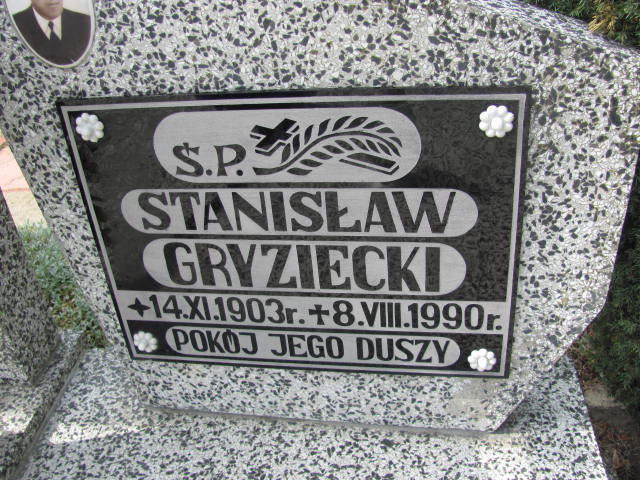 Ś.P.
STANISŁAW
GRYZIECKI
✦14.XI.1903r. ✝8.VIII.1990r.
POKÓJ JEGO DUSZY